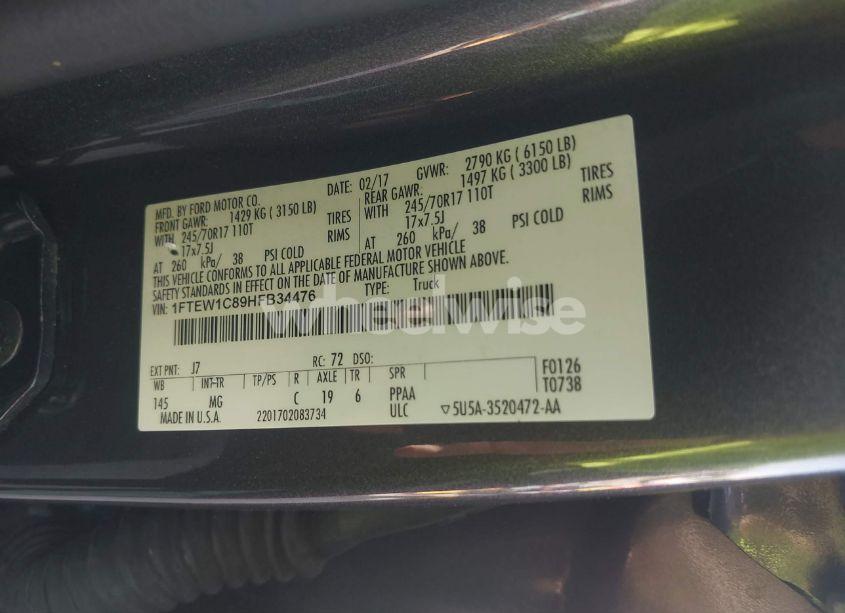 MFD. BY FORD MOTOR CO.
DATE: 02/17
GVWR: 2790 KG ( 6150 LB)
FRONT GAWR: 1429 KG ( 3150 LB)
REAR GAWR: 1497 KG ( 3300 LB)
WITH 245/70R17 110T TIRES
WITH 245/70R17 110T TIRES
17x7.5J RIMS
17x7.5J RIMS
AT 260 kPa/ 38 PSI COLD
AT 260 kPa/ 38 PSI COLD
THIS VEHICLE CONFORMS TO ALL APPLICABLE FEDERAL MOTOR VEHICLE
SAFETY STANDARDS IN EFFECT ON THE DATE OF MANUFACTURE SHOWN ABOVE.
VIN: 1FTEW1C89HFB34476
TYPE: Truck
wheelwise
EXT PNT: J7 RC: 72 DSO:
WB INT-TR TP/PS R AXLE TR SPR
145 MG C 19 6 PPAA
F0126
T0738
MADE IN U.S.A. 2201702083734 ULC ▽5U5A-3520472-AA